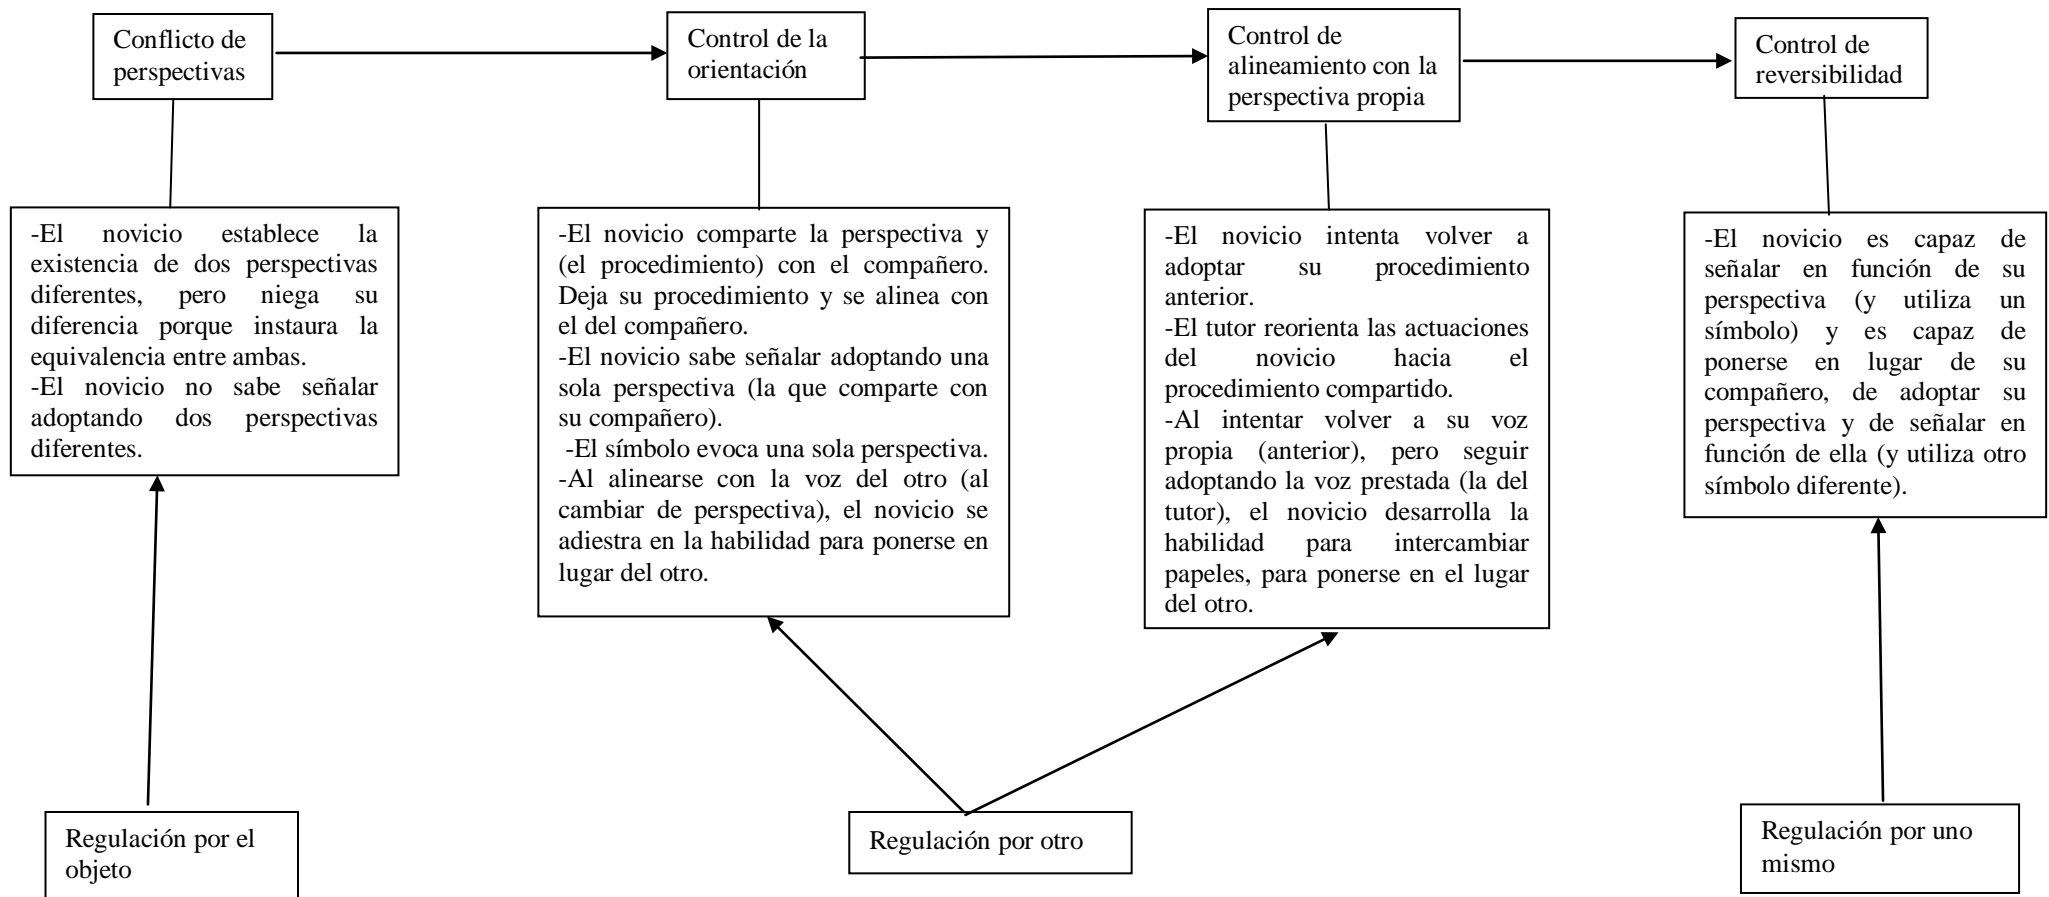 Conflicto de
perspectivas
Control de la
orientación
Control de
alineamiento con la
perspectiva propia
Control de
reversibilidad
-El novicio establece la
existencia de dos perspectivas
diferentes, pero niega su
diferencia porque instaura la
equivalencia entre ambas.
-El novicio no sabe señalar
adoptando dos perspectivas
diferentes.
-El novicio comparte la perspectiva y
(el procedimiento) con el compañero.
Deja su procedimiento y se alinea con
el del compañero.
-El novicio sabe señalar adoptando una
sola perspectiva (la que comparte con
su compañero).
-El símbolo evoca una sola perspectiva.
-Al alinearse con la voz del otro (al
cambiar de perspectiva), el novicio se
adiestra en la habilidad para ponerse en
lugar del otro.
-El novicio intenta volver a
adoptar su procedimiento
anterior.
-El tutor reorienta las actuaciones
del novicio hacia el
procedimiento compartido.
-Al intentar volver a su voz
propia (anterior), pero seguir
adoptando la voz prestada (la del
tutor), el novicio desarrolla la
habilidad para intercambiar
papeles, para ponerse en el lugar
del otro.
-El novicio es capaz de
señalar en función de su
perspectiva (y utiliza un
símbolo) y es capaz de
ponerse en lugar de su
compañero, de adoptar su
perspectiva y de señalar en
función de ella (y utiliza otro
símbolo diferente).
Regulación por el
objeto
Regulación por otro
Regulación por uno
mismo